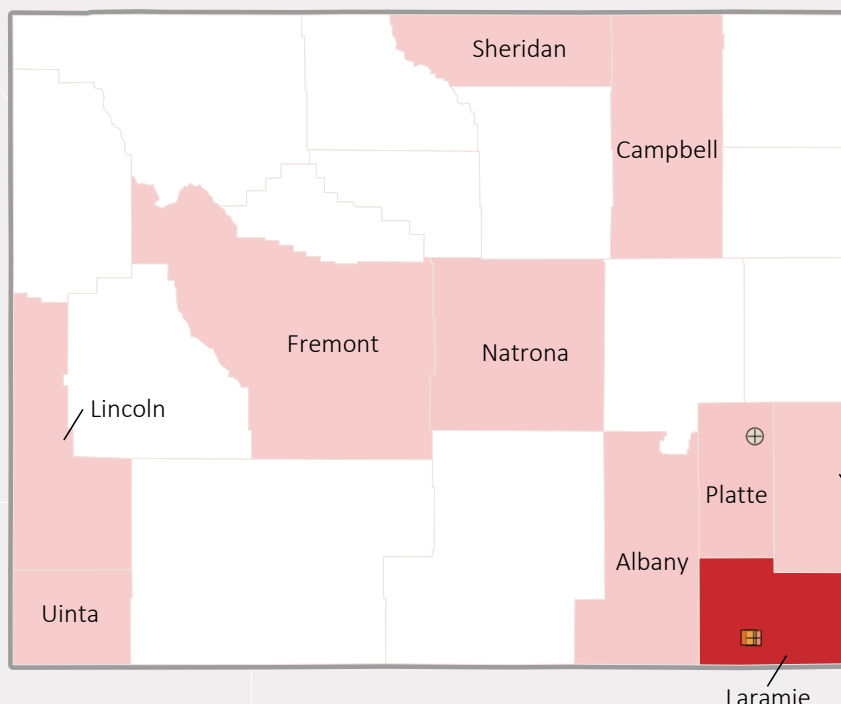 Sheridan
Campbell
Fremont
Natrona
Lincoln
Platte
Albany
Uinta
Laramie